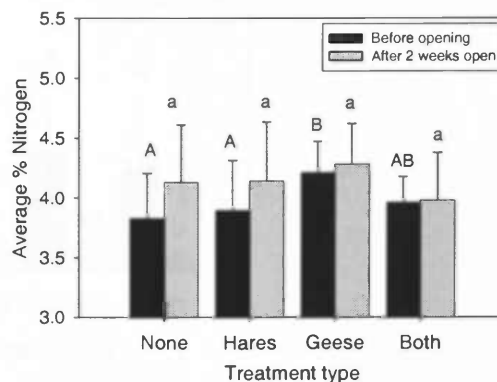 Average % Nitrogen
5.5
5.0
4.5
4.0
3.5
3.0
Before opening
After 2 weeks open
A
a
A
a
B
a
AB
a
None
Hares
Geese
Both
Treatment type